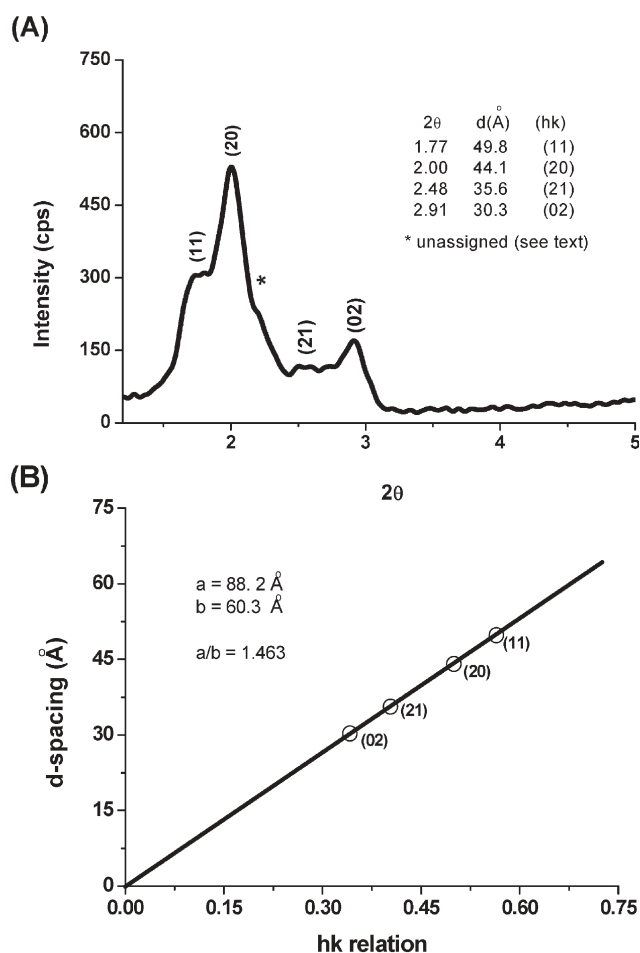 (A)
750
600
450
300
150
0
Intensity (cps)
(11)
(20)
*
(21)
(02)
2θ d(Å) (hk)
1.77 49.8 (11)
2.00 44.1 (20)
2.48 35.6 (21)
2.91 30.3 (02)
* unassigned (see text)
2 3 4 5
2θ
(B)
75
60
45
30
15
0
d-spacing (Å)
a = 88. 2 Å
b = 60.3 Å
a/b = 1.463
(11)
(20)
(21)
(02)
0.00 0.15 0.30 0.45 0.60 0.75
hk relation